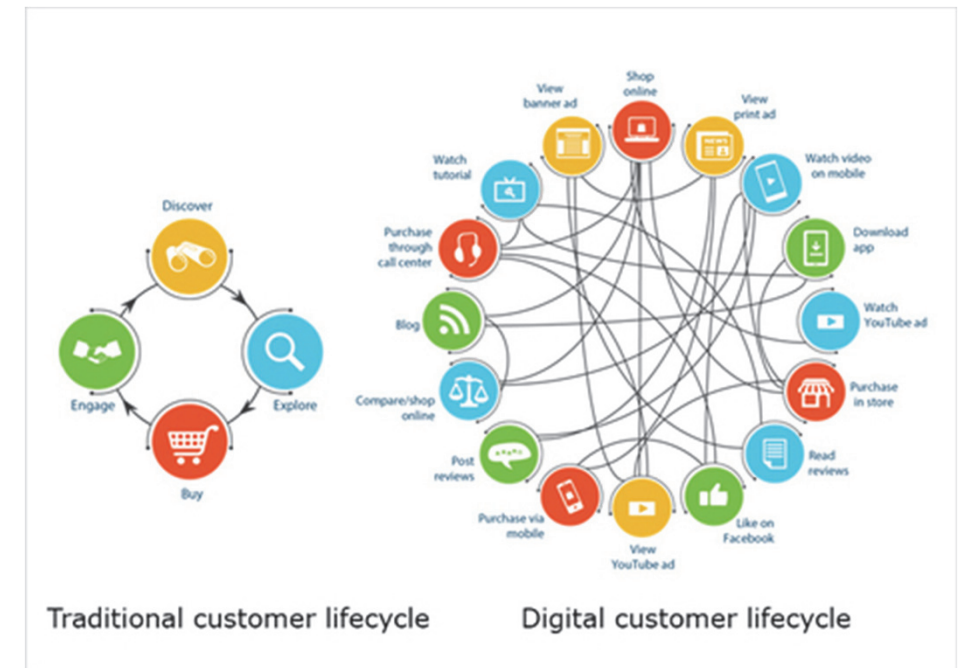 Discover
Explore
Buy
Engage
Traditional customer lifecycle
Shop
online
View
print ad
Watch video
on mobile
Download
app
Watch
YouTube ad
Purchase
in store
Read
reviews
Like on
Facebook
View
YouTube ad
Purchase via
mobile
Post
reviews
Compare/shop
online
Blog
Purchase
through
call center
Watch
tutorial
View
banner ad
NEWS
Digital customer lifecycle